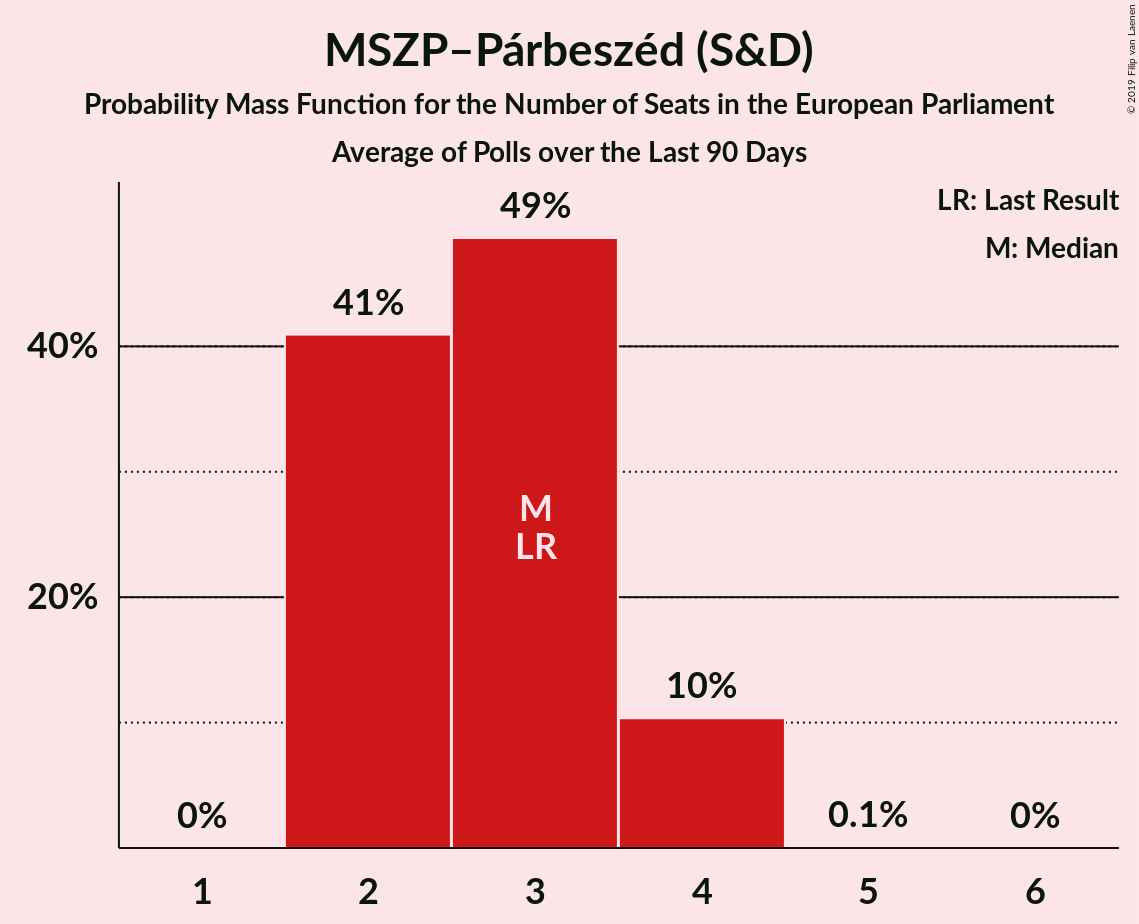 MSZP–Párbeszéd (S&D)
Probability Mass Function for the Number of Seats in the European Parliament
Average of Polls over the Last 90 Days
© 2019 Filip van Laenen
LR: Last Result
M: Median
49%
41%
40%
M
LR
20%
10%
0%
0.1%
0%
1 2 3 4 5 6